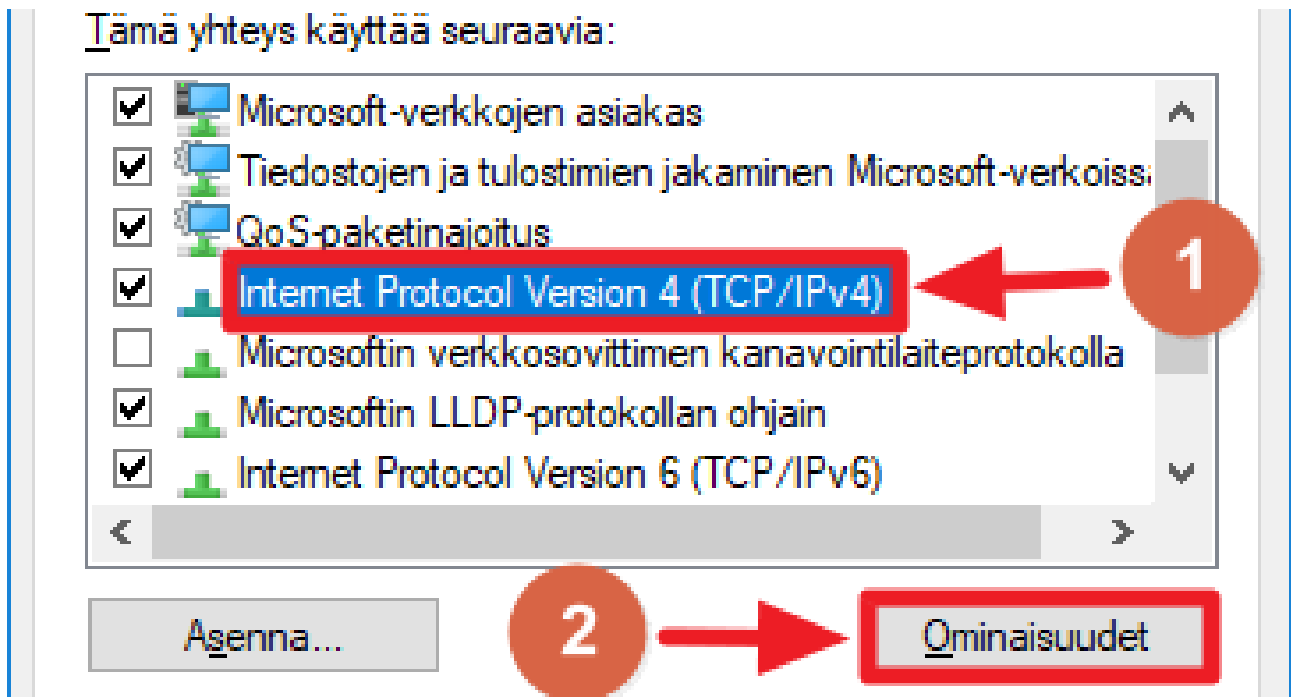 Tämä yhteys käyttää seuraavia:
Microsoft-verkkojen asiakas
Tiedostojen ja tulostimien jakaminen Microsoft-verkoiss
QoS-paketinajoitus
Internet Protocol Version 4 (TCP/IPv4)
1
Microsoftin verkkosovittimen kanavointilaiteprotokolla
Microsoftin LLDP-protokollan ohjain
Internet Protocol Version 6 (TCP/IPv6)
Asenna...
2
Ominaisuudet